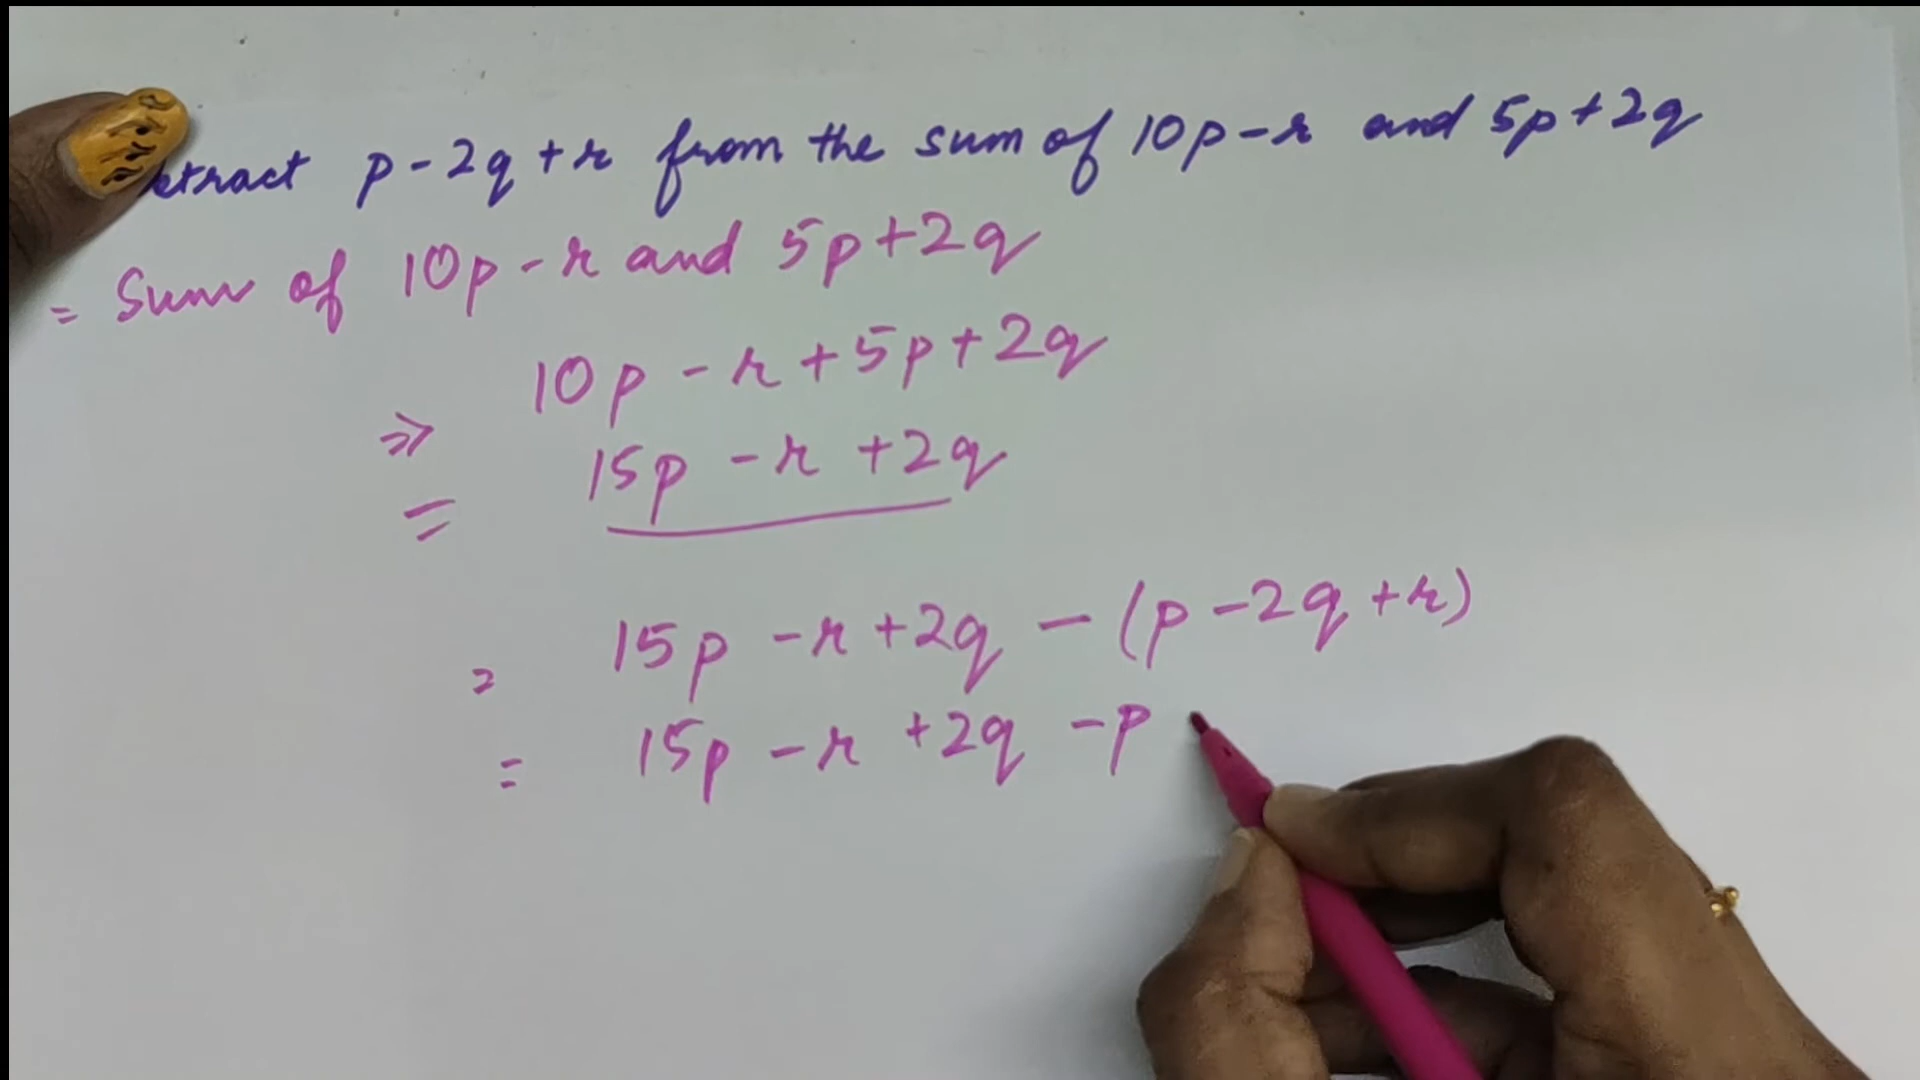 p - 2q + r from the sum of 10p - r and 5p + 2q
= Sum of 10p - r and 5p + 2q
10p - r + 5p + 2q
⇒
= 15p - r + 2q
= 15p - r + 2q - (p - 2q + r)
= 15p - r + 2q - p